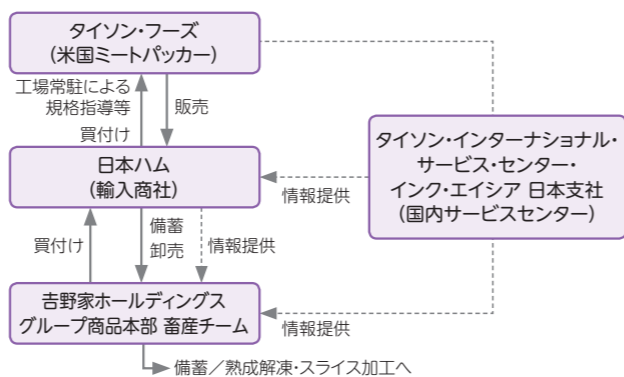 タイソン・フーズ
(米国ミートパッカー)
工場常駐による
規格指導等
買付け
販売
タイソン・インターナショナル・
サービス・センター・
インク・エイシア 日本支社
(国内サービスセンター)
日本ハム
(輸入商社)
情報提供
買付け
備蓄
卸売
情報提供
𠮷野家ホールディングス
グループ商品本部 畜産チーム
情報提供
備蓄/熟成解凍・スライス加工へ